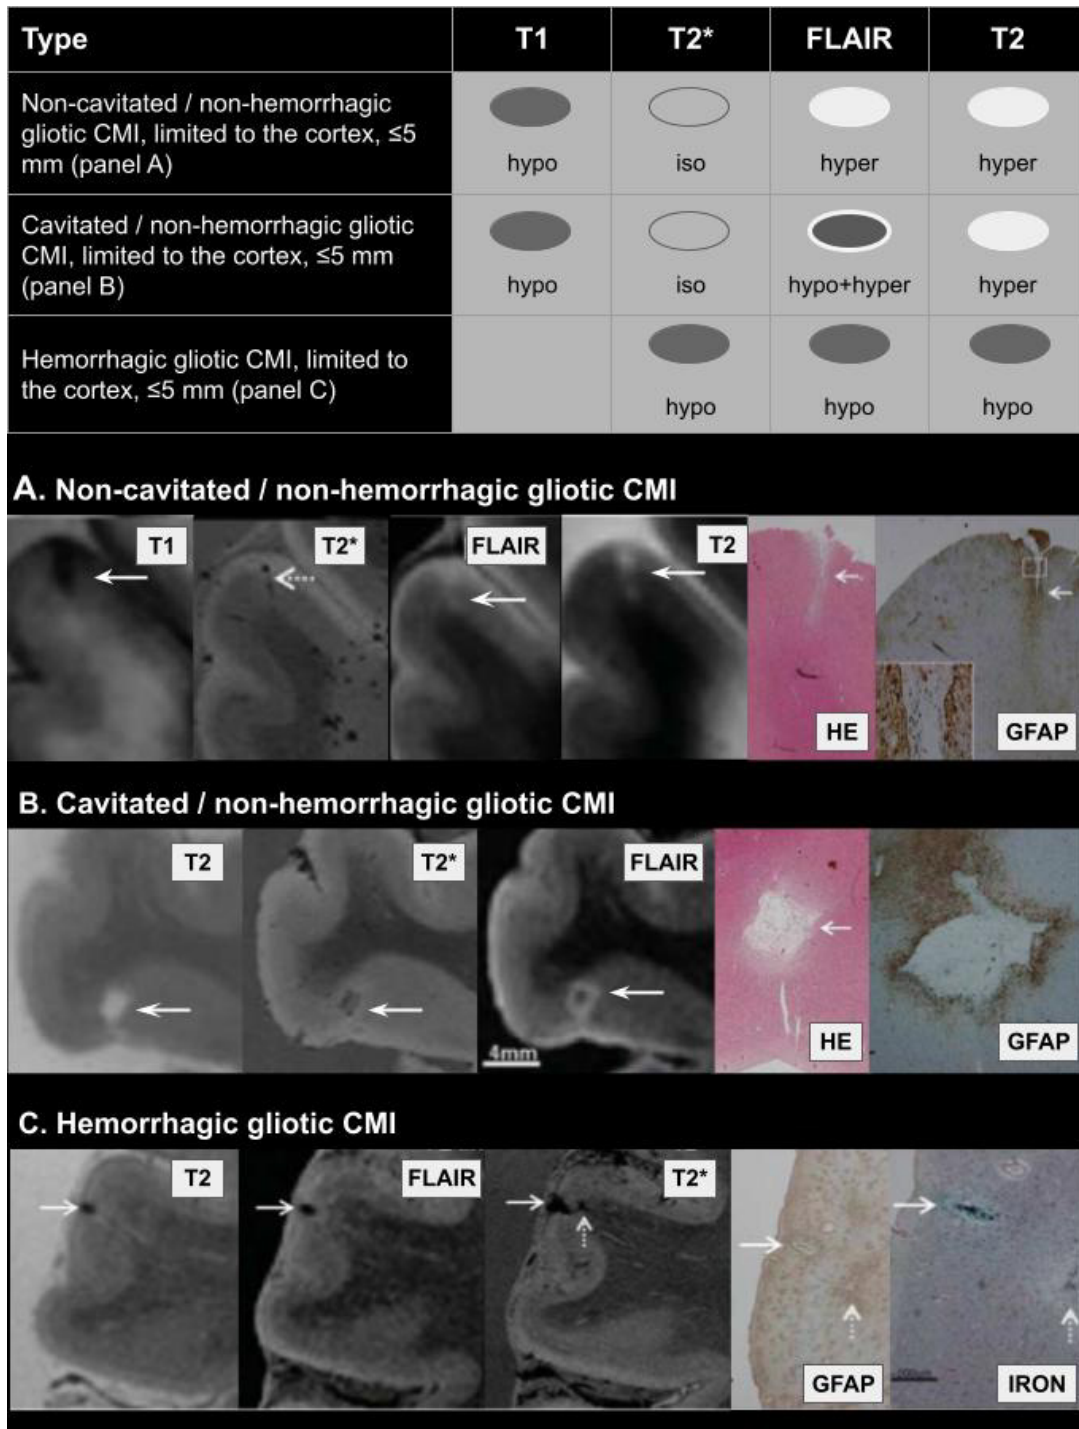 Type T1 T2* FLAIR T2
Non-cavitated / non-hemorrhagic
gliotic CMI, limited to the cortex, ≤5
mm (panel A)
hypo iso hyper hyper
Cavitated / non-hemorrhagic gliotic
CMI, limited to the cortex, ≤5 mm
(panel B)
hypo iso hypo+hyper hyper
Hemorrhagic gliotic CMI, limited to
the cortex, ≤5 mm (panel C)
hypo hypo hypo
A. Non-cavitated / non-hemorrhagic gliotic CMI
T1 T2* FLAIR T2
HE GFAP
B. Cavitated / non-hemorrhagic gliotic CMI
T2 T2* FLAIR
4mm
HE GFAP
C. Hemorrhagic gliotic CMI
T2 FLAIR T2*
GFAP IRON